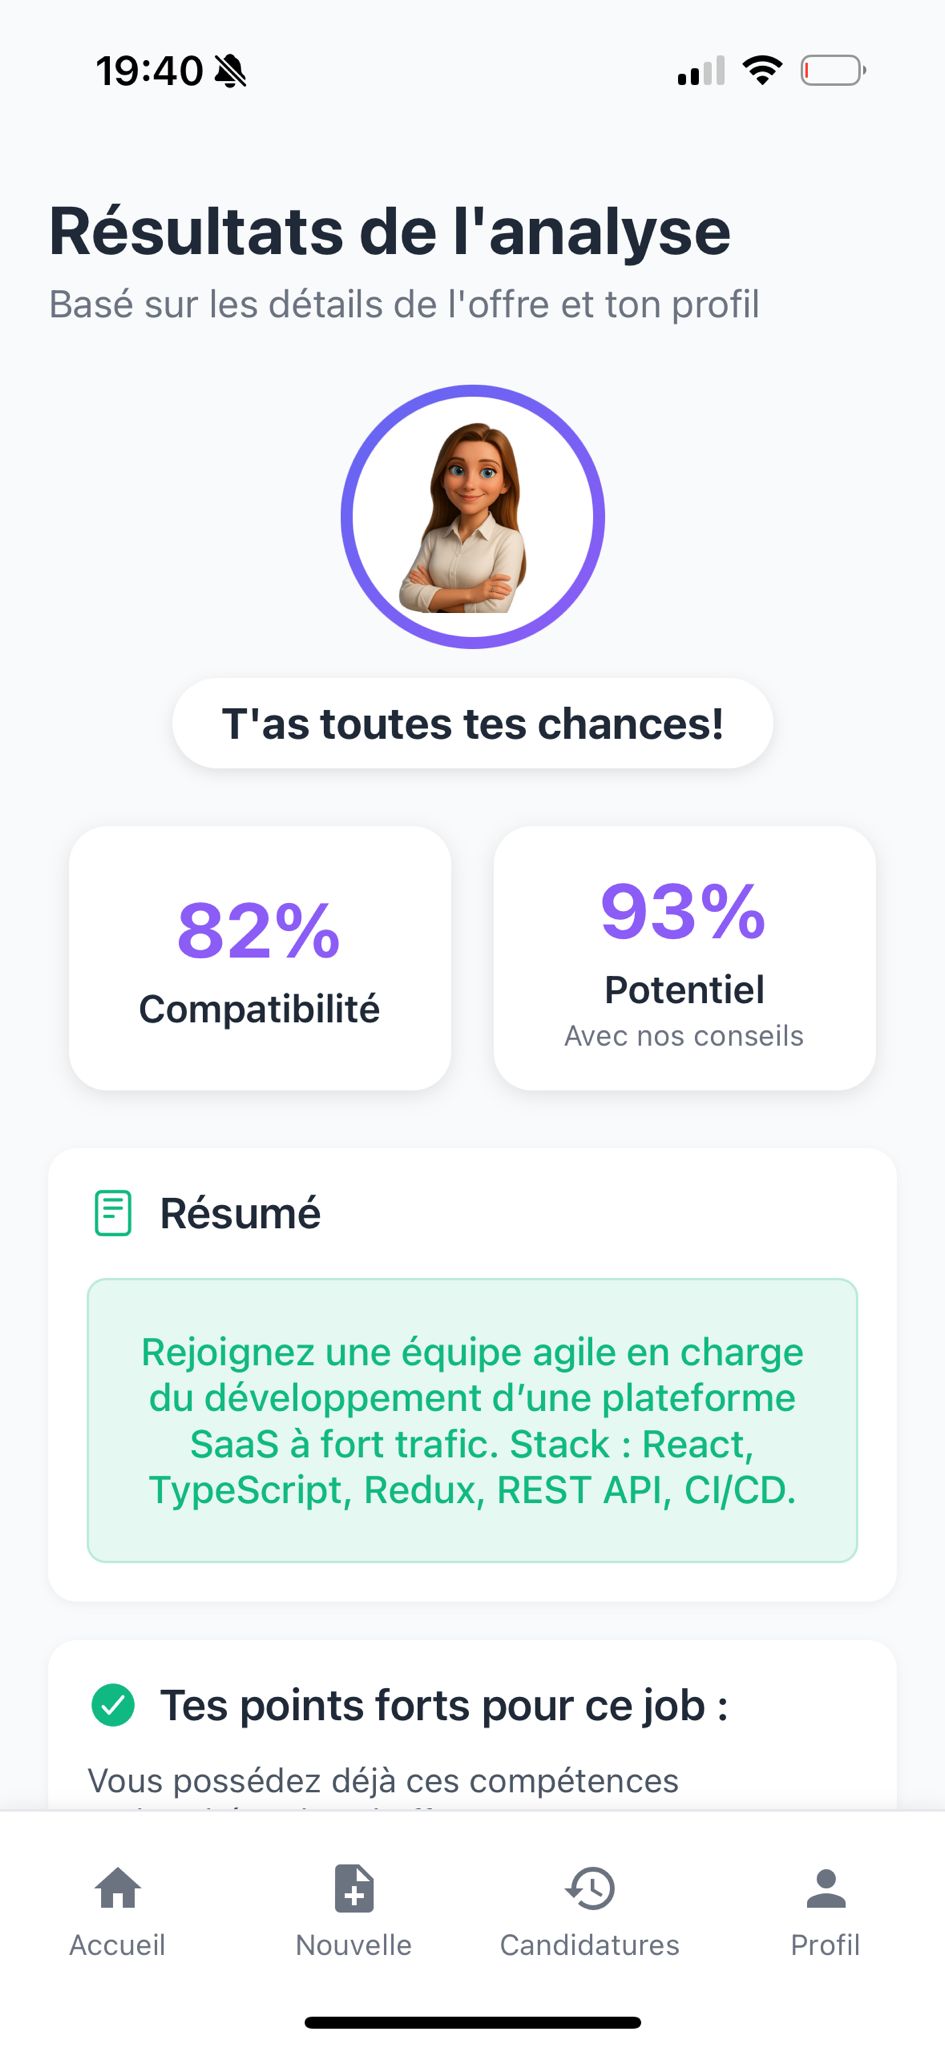 19:40
Résultats de l'analyse
Basé sur les détails de l'offre et ton profil
T'as toutes tes chances!
82%
Compatibilité
93%
Potentiel
Avec nos conseils
Résumé
Rejoignez une équipe agile en charge
du développement d’une plateforme
SaaS à fort trafic. Stack : React,
TypeScript, Redux, REST API, CI/CD.
Tes points forts pour ce job :
Vous possédez déjà ces compétences
Accueil
Nouvelle
Candidatures
Profil